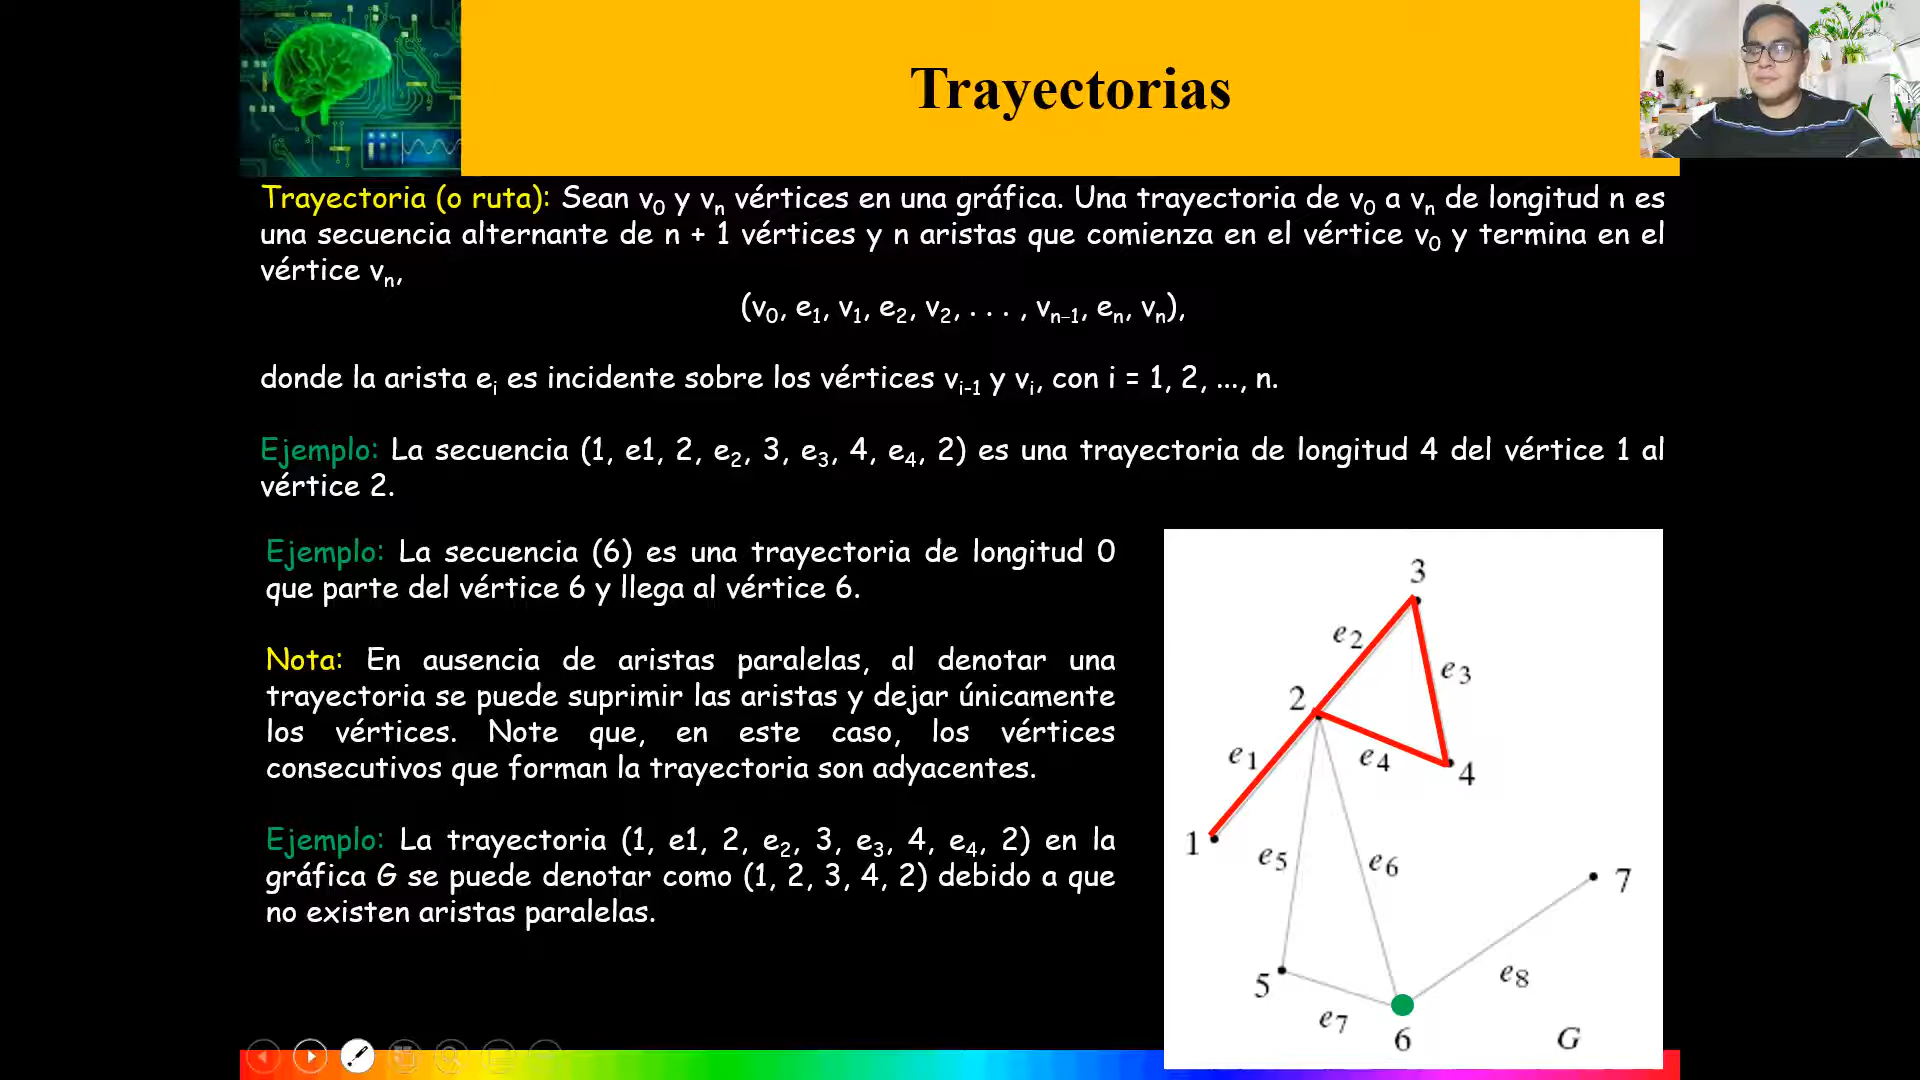 Trayectorias
Trayectoria (o ruta): Sean v₀ y vₙ vértices en una gráfica. Una trayectoria de v₀ a vₙ de longitud n es
una secuencia alternante de n + 1 vértices y n aristas que comienza en el vértice v₀ y termina en el
vértice vₙ,
(v₀, e₁, v₁, e₂, v₂, . . . , vₙ₋₁, eₙ, vₙ),
donde la arista eᵢ es incidente sobre los vértices vᵢ₋₁ y vᵢ, con i = 1, 2, ..., n.
Ejemplo: La secuencia (1, e1, 2, e₂, 3, e₃, 4, e₄, 2) es una trayectoria de longitud 4 del vértice 1 al
vértice 2.
Ejemplo: La secuencia (6) es una trayectoria de longitud 0
que parte del vértice 6 y llega al vértice 6.
Nota: En ausencia de aristas paralelas, al denotar una
trayectoria se puede suprimir las aristas y dejar únicamente
los vértices. Note que, en este caso, los vértices
consecutivos que forman la trayectoria son adyacentes.
Ejemplo: La trayectoria (1, e1, 2, e₂, 3, e₃, 4, e₄, 2) en la
gráfica G se puede denotar como (1, 2, 3, 4, 2) debido a que
no existen aristas paralelas.
3
e₂
e₃
2
e₁
e₄
4
1
e₅
e₆
7
5
e₈
e₇
6
G